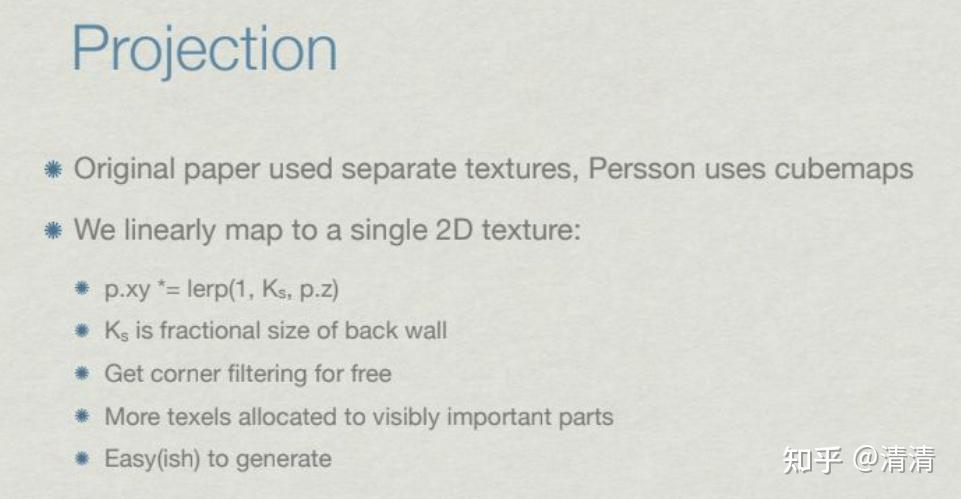 Projection
Original paper used separate textures, Persson uses cubemaps
We linearly map to a single 2D texture:
p.xy *= lerp(1, Kₛ, p.z)
Kₛ is fractional size of back wall
Get corner filtering for free
More texels allocated to visibly important parts
Easy(ish) to generate
知乎 @清清